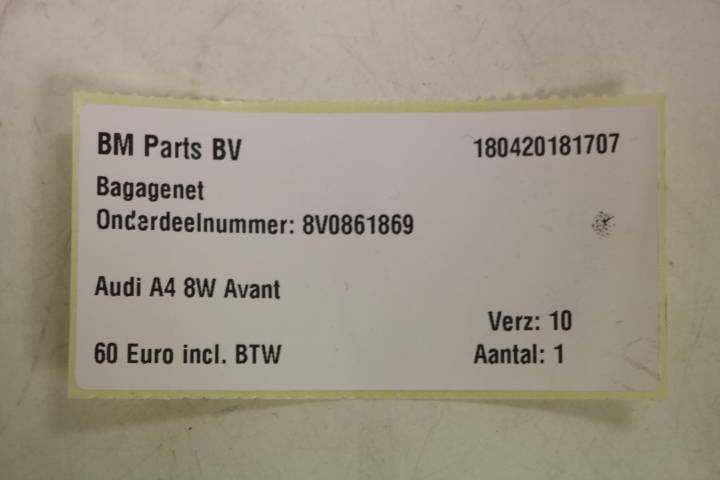 BM Parts BV 180420181707
Bagagenet
Onderdeelnummer: 8V0861869
Audi A4 8W Avant
Verz: 10
60 Euro incl. BTW Aantal: 1